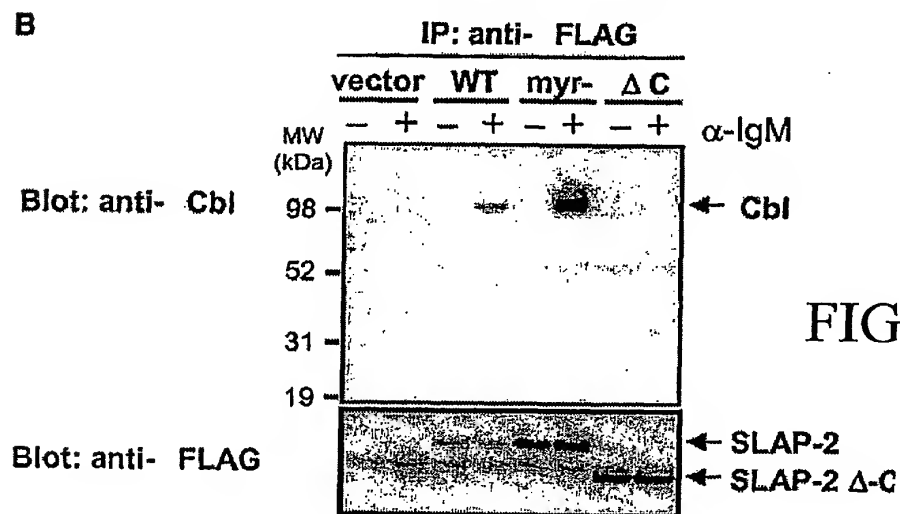 B
IP: anti- FLAG
vector WT myr- Δ C
− + − + − + − + α-IgM
MW
(kDa)
Blot: anti- Cbl
98
Cbl
52
31
19
FIG
Blot: anti- FLAG
SLAP-2
SLAP-2 Δ-C